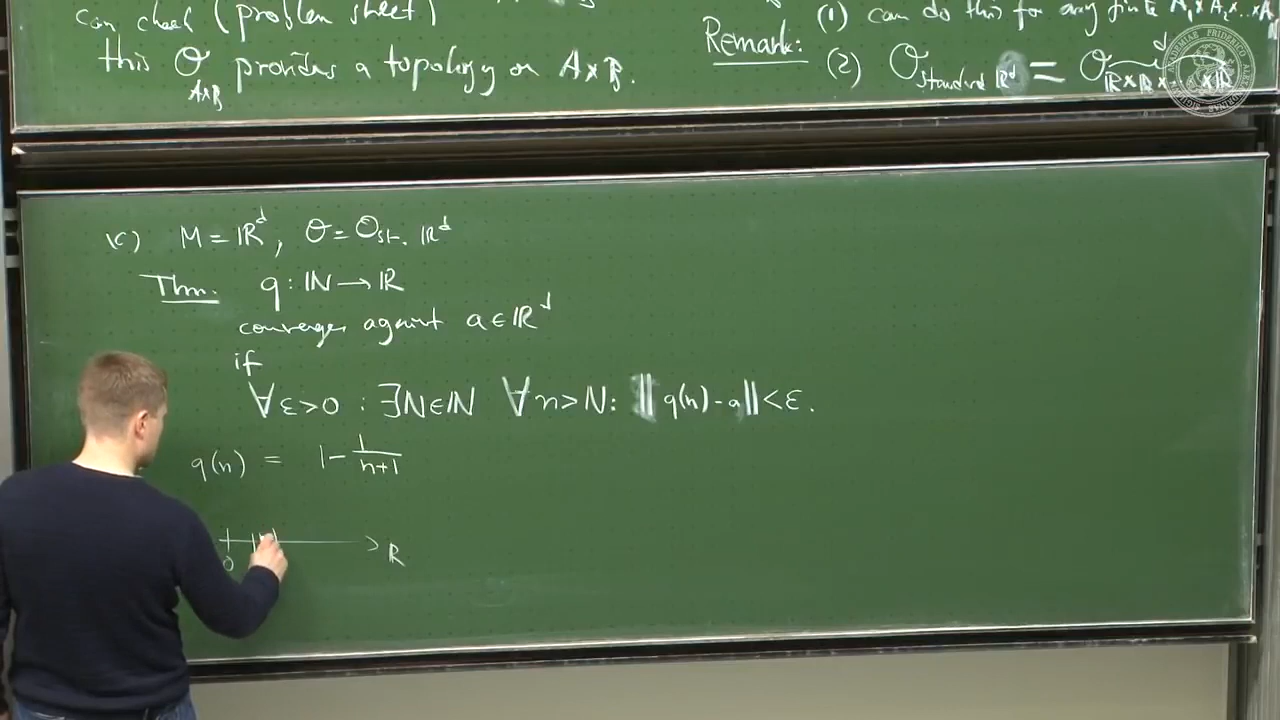 can check (problem sheet)
this O_{A×B} provides a topology on A×B.
Remark: (1) can do this for any finite A₁×A₂×...×A
(2) O_{standard ℝ^d} = O_{ℝ×ℝ×...×ℝ} d
(c) M = ℝ^d, O = O_{st.} ℝ^d
Thm. q : ℕ → ℝ
converges against a ∈ ℝ^d
if
∀ε>0 : ∃N∈ℕ ∀n>N: ‖q(n)-a‖<ε.
q(n) = 1 - 1/(n+1)
0 ℝ